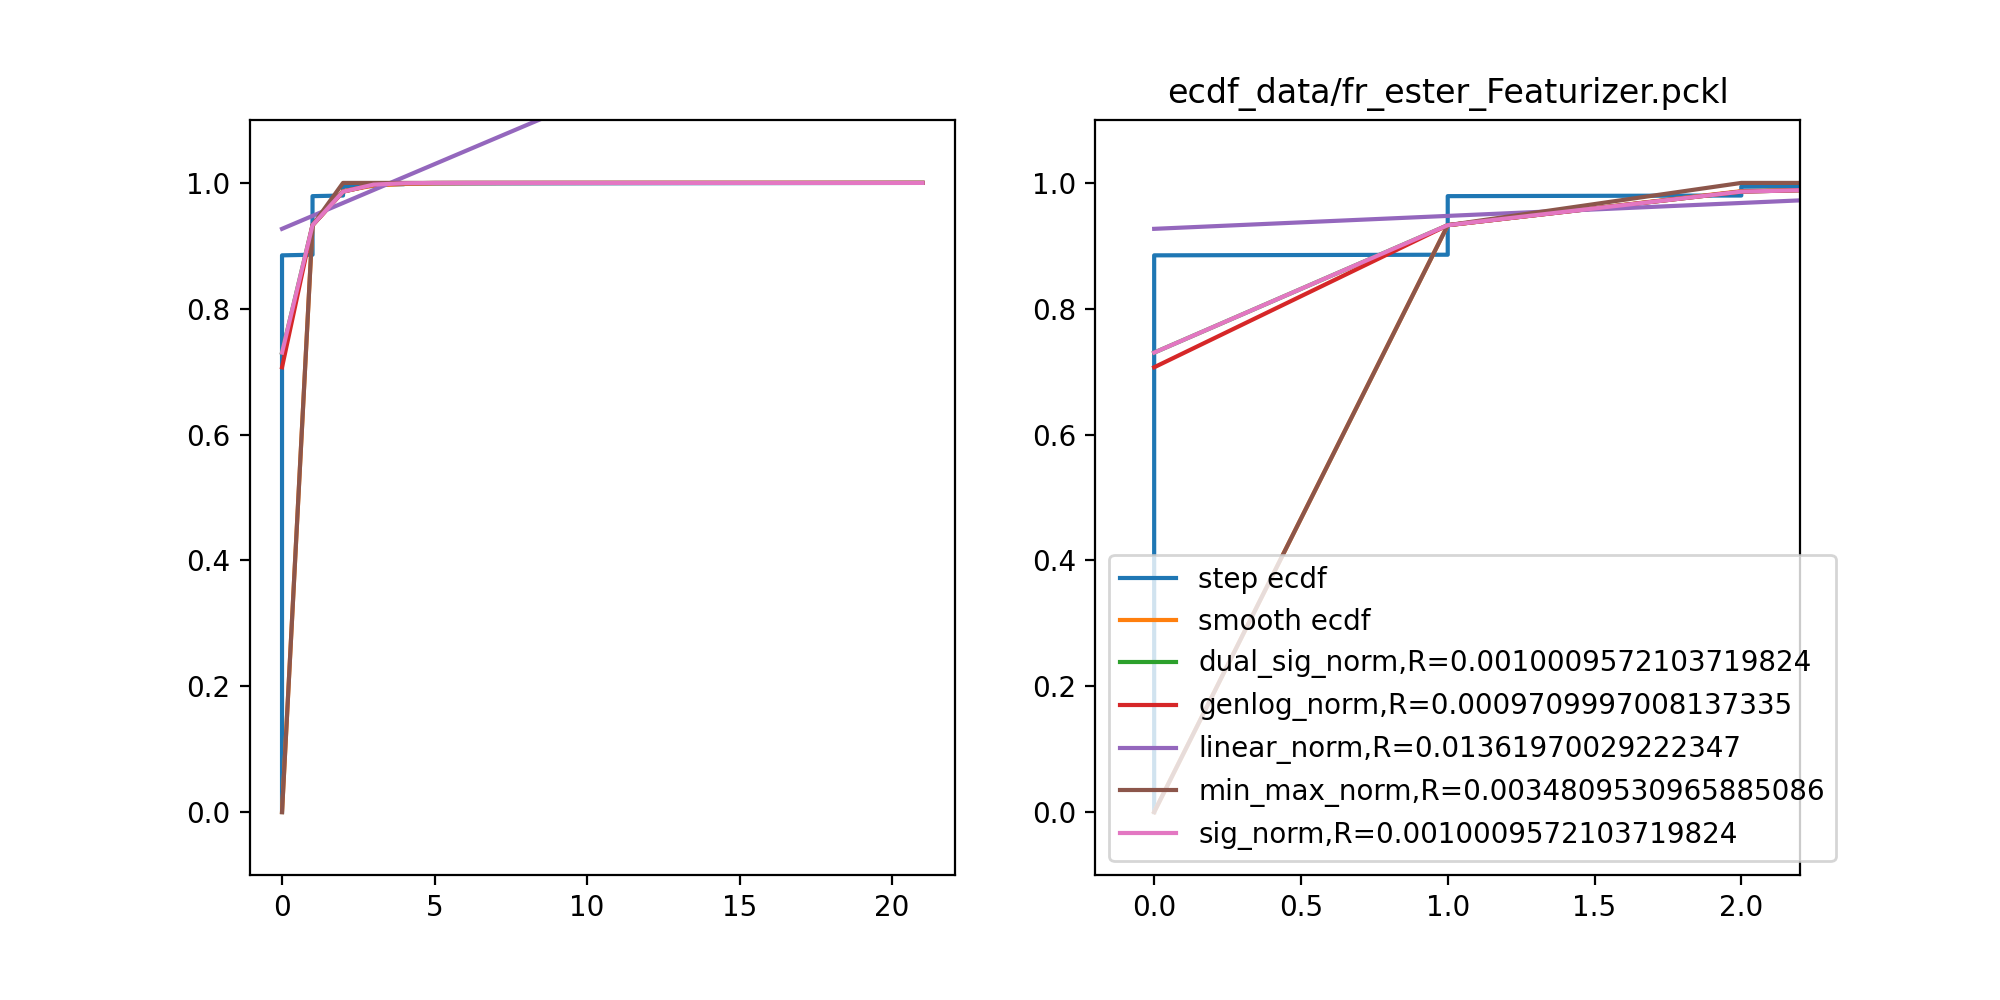 ecdf_data/fr_ester_Featurizer.pckl
1.0
0.8
0.6
0.4
0.2
0.0
0
5
10
15
20
1.0
0.8
0.6
0.4
0.2
0.0
0.0
0.5
1.0
1.5
2.0
step ecdf
smooth ecdf
dual_sig_norm,R=0.0010009572103719824
genlog_norm,R=0.0009709997008137335
linear_norm,R=0.01361970029222347
min_max_norm,R=0.0034809530965885086
sig_norm,R=0.0010009572103719824